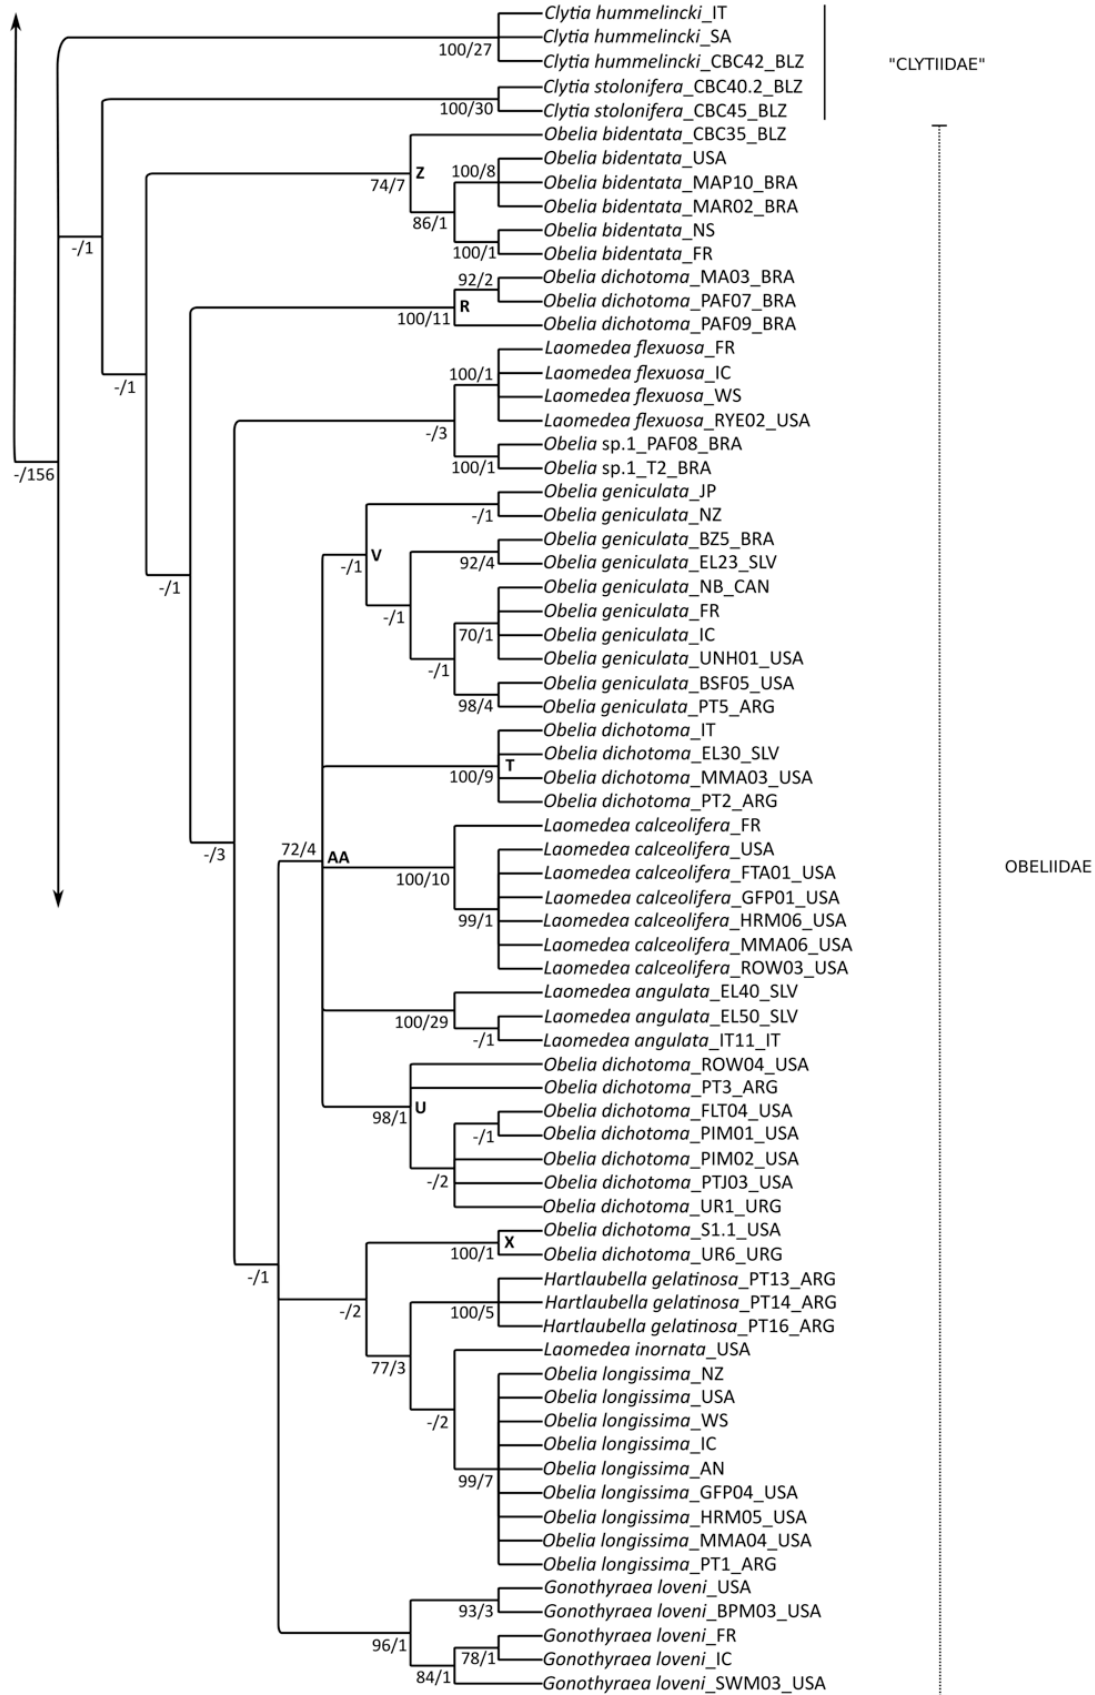 Clytia hummelincki_IT
Clytia hummelincki_SA
100/27
Clytia hummelincki_CBC42_BLZ
"CLYTIIDAE"
Clytia stolonifera_CBC40.2_BLZ
100/30
Clytia stolonifera_CBC45_BLZ
Obelia bidentata_CBC35_BLZ
Obelia bidentata_USA
100/8
Z
74/7
Obelia bidentata_MAP10_BRA
Obelia bidentata_MAR02_BRA
86/1
Obelia bidentata_NS
-/1
100/1
Obelia bidentata_FR
92/2
Obelia dichotoma_MA03_BRA
Obelia dichotoma_PAF07_BRA
R
100/11
Obelia dichotoma_PAF09_BRA
Laomedea flexuosa_FR
100/1
Laomedea flexuosa_IC
-/1
Laomedea flexuosa_WS
Laomedea flexuosa_RYE02_USA
-/3
Obelia sp.1_PAF08_BRA
100/1
Obelia sp.1_T2_BRA
-/156
Obelia geniculata_JP
-/1
Obelia geniculata_NZ
Obelia geniculata_BZ5_BRA
V
-/1
92/4
Obelia geniculata_EL23_SLV
-/1
Obelia geniculata_NB_CAN
Obelia geniculata_FR
-/1
70/1
Obelia geniculata_IC
Obelia geniculata_UNH01_USA
-/1
Obelia geniculata_BSF05_USA
98/4
Obelia geniculata_PT5_ARG
Obelia dichotoma_IT
Obelia dichotoma_EL30_SLV
T
100/9
Obelia dichotoma_MMA03_USA
Obelia dichotoma_PT2_ARG
Laomedea calceolifera_FR
72/4
AA
-/3
Laomedea calceolifera_USA
100/10
Laomedea calceolifera_FTA01_USA
OBELIIDAE
Laomedea calceolifera_GFP01_USA
99/1
Laomedea calceolifera_HRM06_USA
Laomedea calceolifera_MMA06_USA
Laomedea calceolifera_ROW03_USA
Laomedea angulata_EL40_SLV
100/29
Laomedea angulata_EL50_SLV
-/1
Laomedea angulata_IT11_IT
Obelia dichotoma_ROW04_USA
Obelia dichotoma_PT3_ARG
U
98/1
Obelia dichotoma_FLT04_USA
-/1
Obelia dichotoma_PIM01_USA
Obelia dichotoma_PIM02_USA
-/2
Obelia dichotoma_PTJ03_USA
Obelia dichotoma_UR1_URG
Obelia dichotoma_S1.1_USA
X
100/1
Obelia dichotoma_UR6_URG
-/1
Hartlaubella gelatinosa_PT13_ARG
-/2
100/5
Hartlaubella gelatinosa_PT14_ARG
Hartlaubella gelatinosa_PT16_ARG
Laomedea inornata_USA
77/3
Obelia longissima_NZ
Obelia longissima_USA
-/2
Obelia longissima_WS
Obelia longissima_IC
Obelia longissima_AN
99/7
Obelia longissima_GFP04_USA
Obelia longissima_HRM05_USA
Obelia longissima_MMA04_USA
Obelia longissima_PT1_ARG
Gonothyraea loveni_USA
93/3
Gonothyraea loveni_BPM03_USA
96/1
Gonothyraea loveni_FR
78/1
Gonothyraea loveni_IC
84/1
Gonothyraea loveni_SWM03_USA